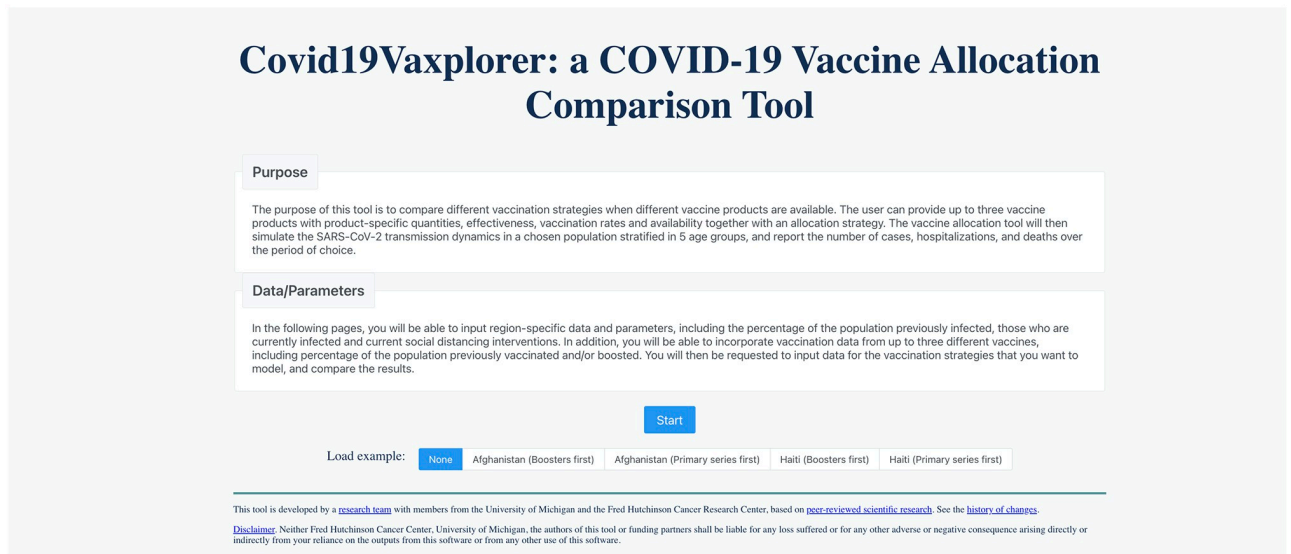 Covid19Vaxplorer: a COVID-19 Vaccine Allocation
Comparison Tool
Purpose
The purpose of this tool is to compare different vaccination strategies when different vaccine products are available. The user can provide up to three vaccine
products with product-specific quantities, effectiveness, vaccination rates and availability together with an allocation strategy. The vaccine allocation tool will then
simulate the SARS-CoV-2 transmission dynamics in a chosen population stratified in 5 age groups, and report the number of cases, hospitalizations, and deaths over
the period of choice.
Data/Parameters
In the following pages, you will be able to input region-specific data and parameters, including the percentage of the population previously infected, those who are
currently infected and current social distancing interventions. In addition, you will be able to incorporate vaccination data from up to three different vaccines,
including percentage of the population previously vaccinated and/or boosted. You will then be requested to input data for the vaccination strategies that you want to
model, and compare the results.
Start
Load example: None Afghanistan (Boosters first) Afghanistan (Primary series first) Haiti (Boosters first) Haiti (Primary series first)
This tool is developed by a research team with members from the University of Michigan and the Fred Hutchinson Cancer Research Center, based on peer-reviewed scientific research. See the history of changes.
Disclaimer. Neither Fred Hutchinson Cancer Center, University of Michigan, the authors of this tool or funding partners shall be liable for any loss suffered or for any other adverse or negative consequence arising directly or
indirectly from your reliance on the outputs from this software or from any other use of this software.